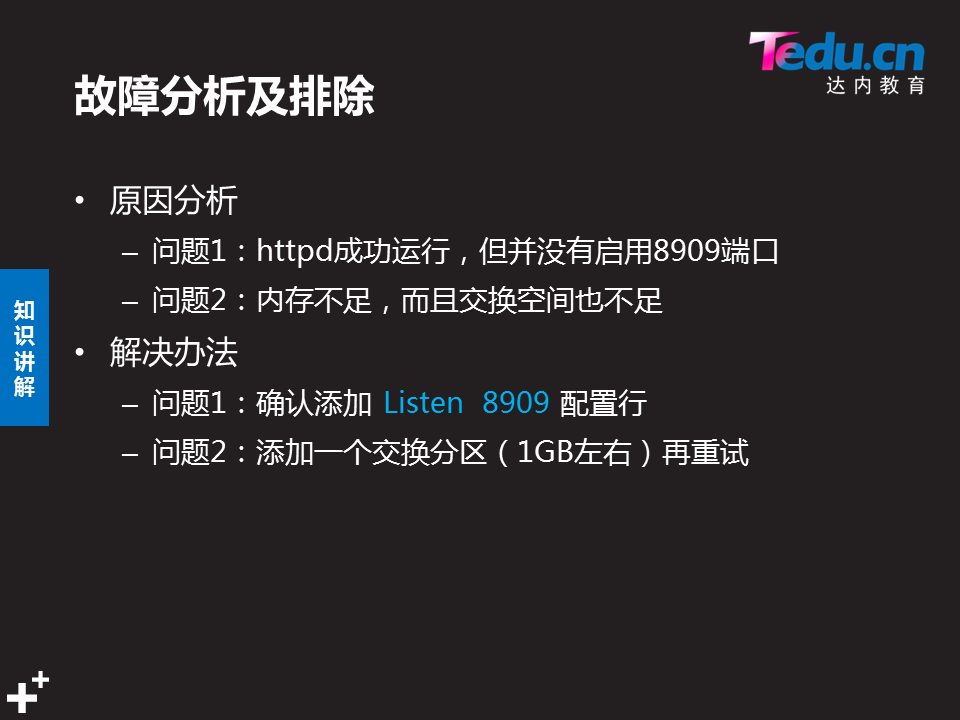 Tedu.cn
达内教育
故障分析及排除
• 原因分析
– 问题1：httpd成功运行，但并没有启用8909端口
– 问题2：内存不足，而且交换空间也不足
• 解决办法
– 问题1：确认添加 Listen 8909 配置行
– 问题2：添加一个交换分区（1GB左右）再重试
知识讲解